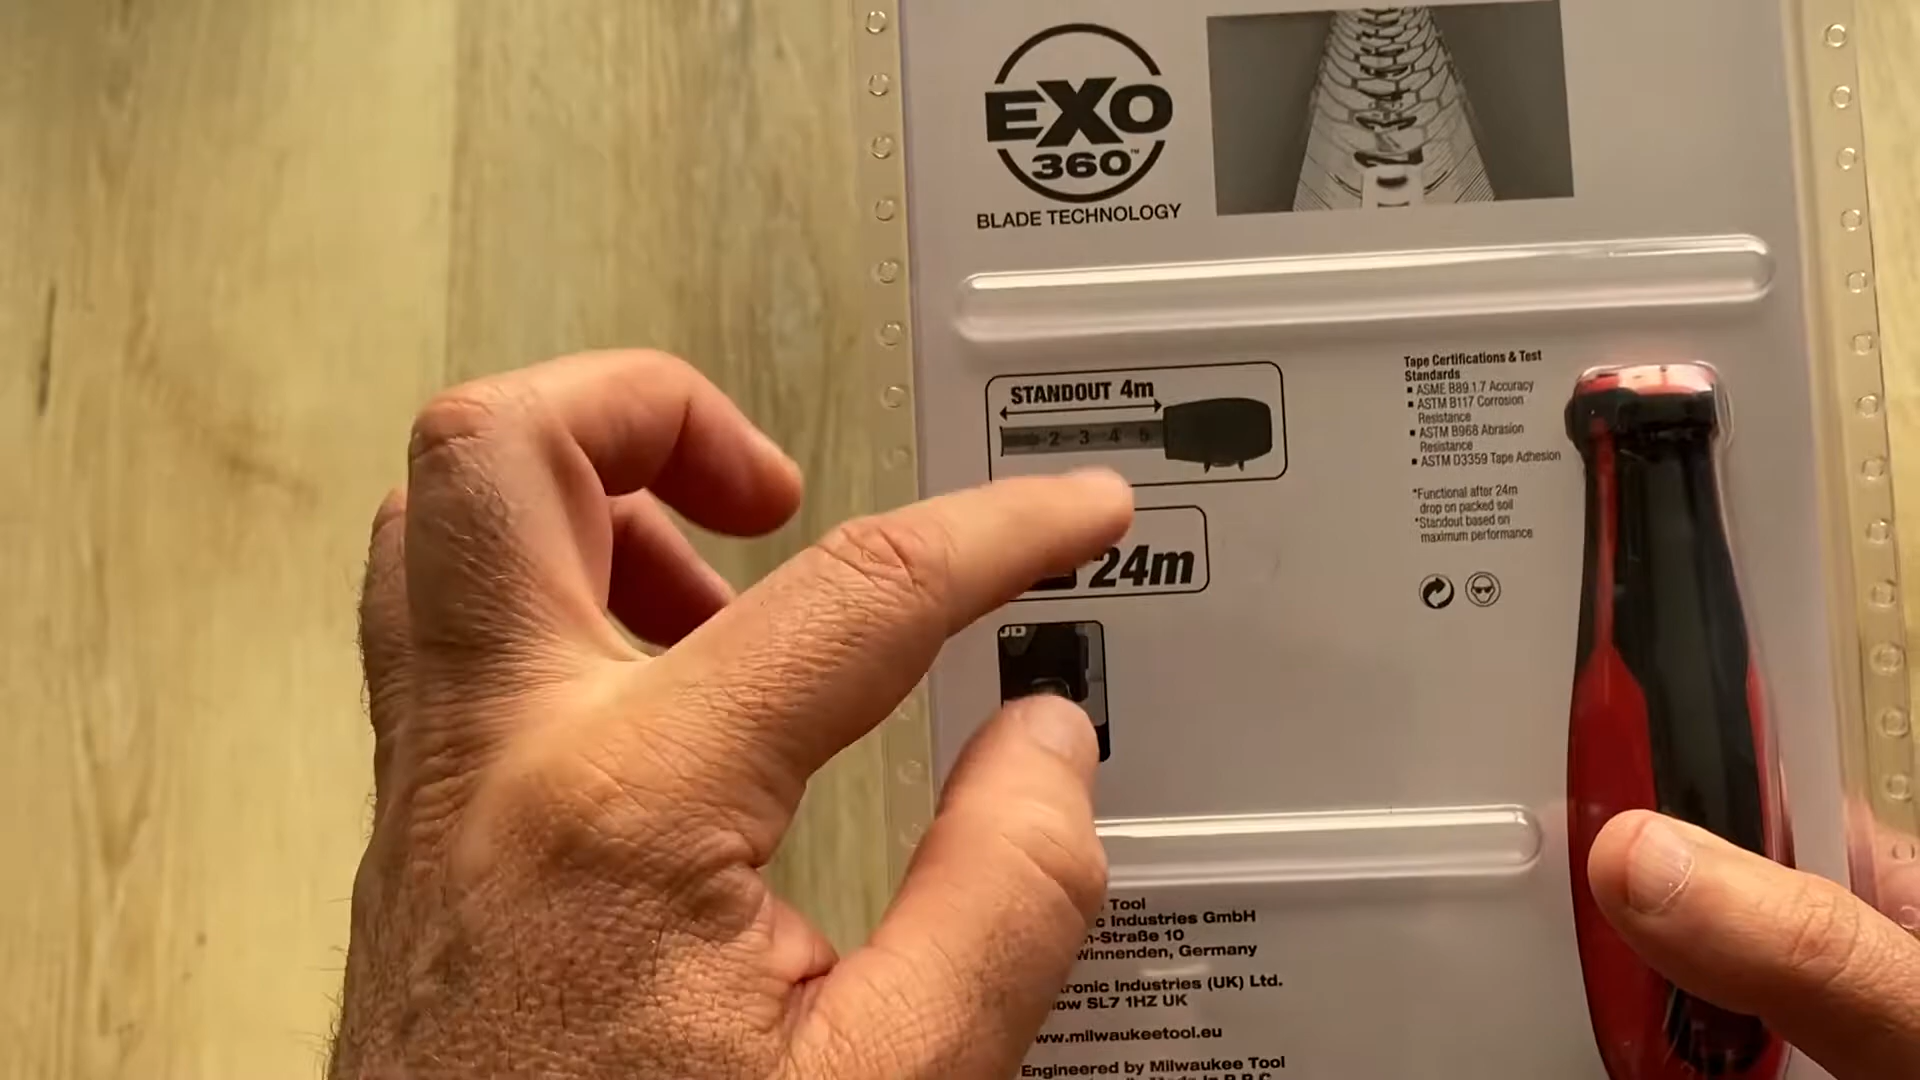 EXO
360™
BLADE TECHNOLOGY
STANDOUT 4m
2 3 4 5
24m
Tape Certifications & Test
Standards
▪ ASME B89.1.7 Accuracy
▪ ASTM B117 Corrosion
Resistance
▪ ASTM B968 Abrasion
Resistance
▪ ASTM D3359 Tape Adhesion
*Functional after 24m
drop on packed soil
*Standout based on
maximum performance
Tool
Industries GmbH
-Straße 10
Winnenden, Germany
Industries (UK) Ltd.
SL7 1HZ UK
www.milwaukeetool.eu
Engineered by Milwaukee Tool